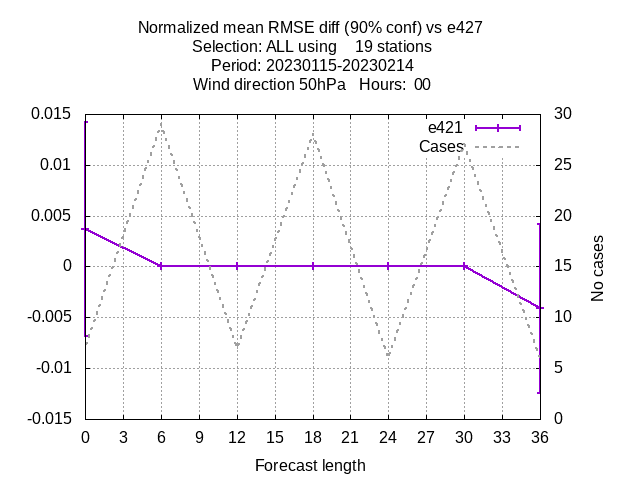 Normalized mean RMSE diff (90% conf) vs e427
Selection: ALL using    19 stations
Period: 20230115-20230214
Wind direction 50hPa   Hours:  00
0.015
0.01
0.005
0
-0.005
-0.01
-0.015
30
25
20
15
10
5
0
e421
Cases
No cases
0 3 6 9 12 15 18 21 24 27 30 33 36
Forecast length